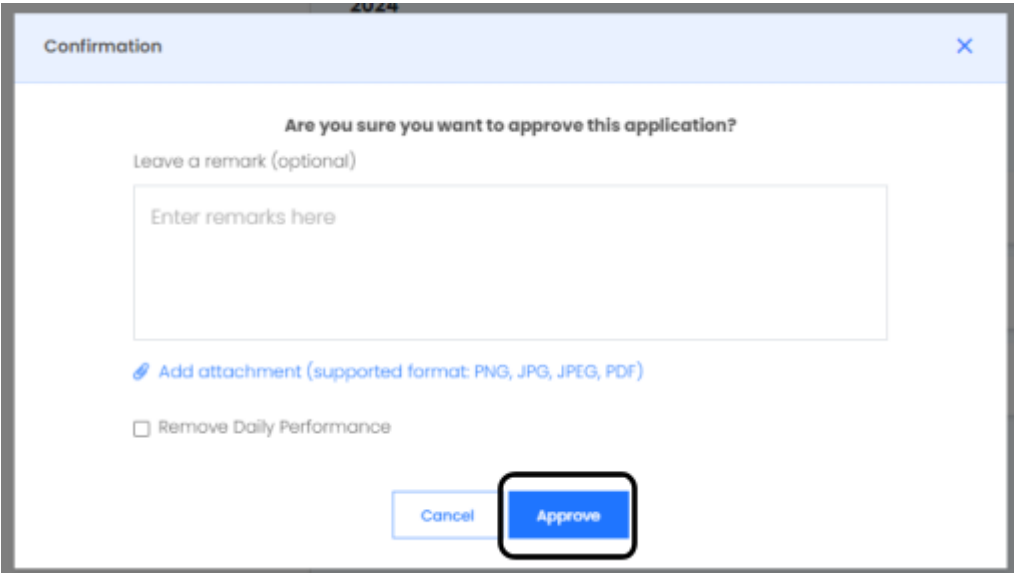 2024
Confirmation
Are you sure you want to approve this application?
Leave a remark (optional)
Enter remarks here
Add attachment (supported format: PNG, JPG, JPEG, PDF)
Remove Daily Performance
Cancel Approve